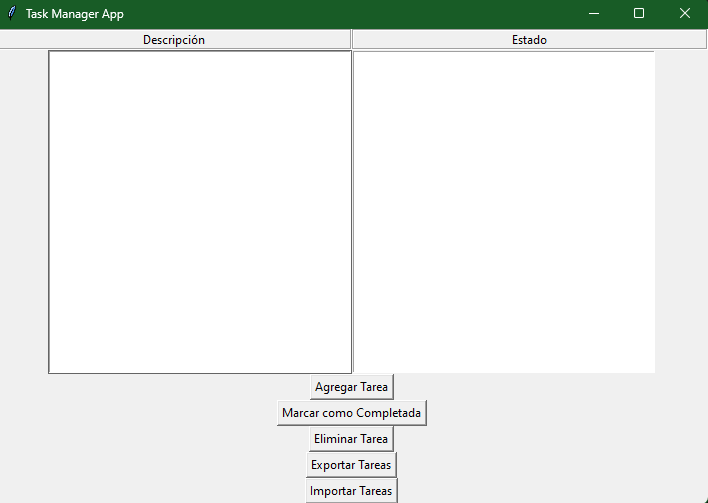 Task Manager App
Descripción Estado
Agregar Tarea
Marcar como Completada
Eliminar Tarea
Exportar Tareas
Importar Tareas